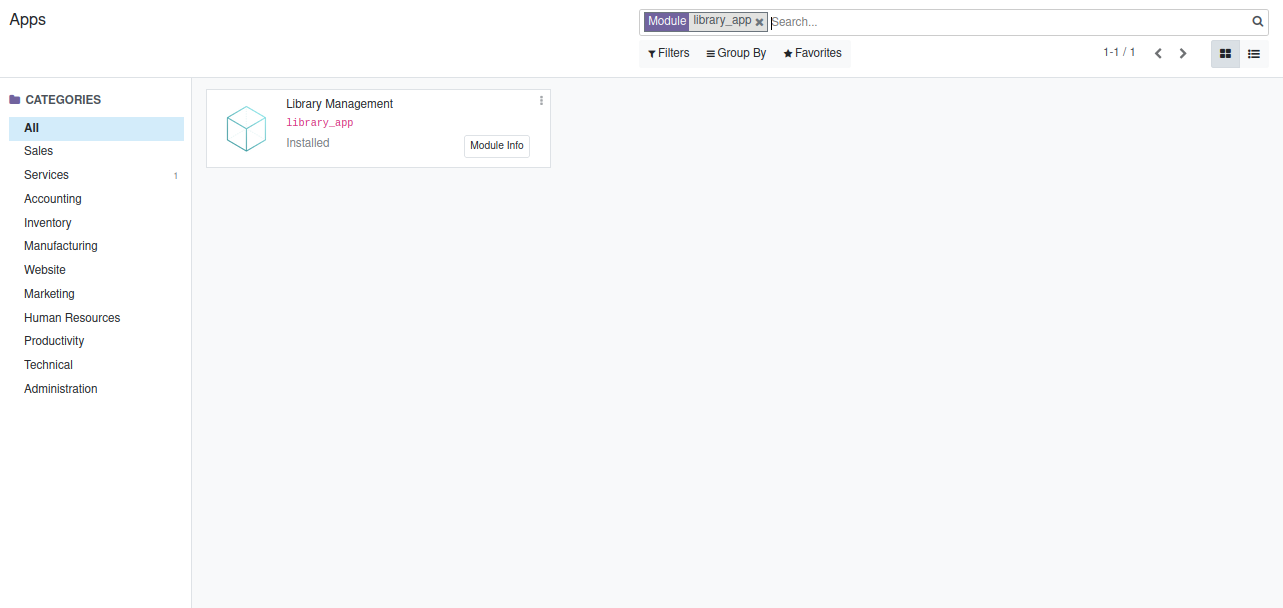 Apps
Module library_app Search...
Filters Group By Favorites 1-1 / 1
CATEGORIES
All
Sales
Services 1
Accounting
Inventory
Manufacturing
Website
Marketing
Human Resources
Productivity
Technical
Administration
Library Management
library_app
Installed
Module Info